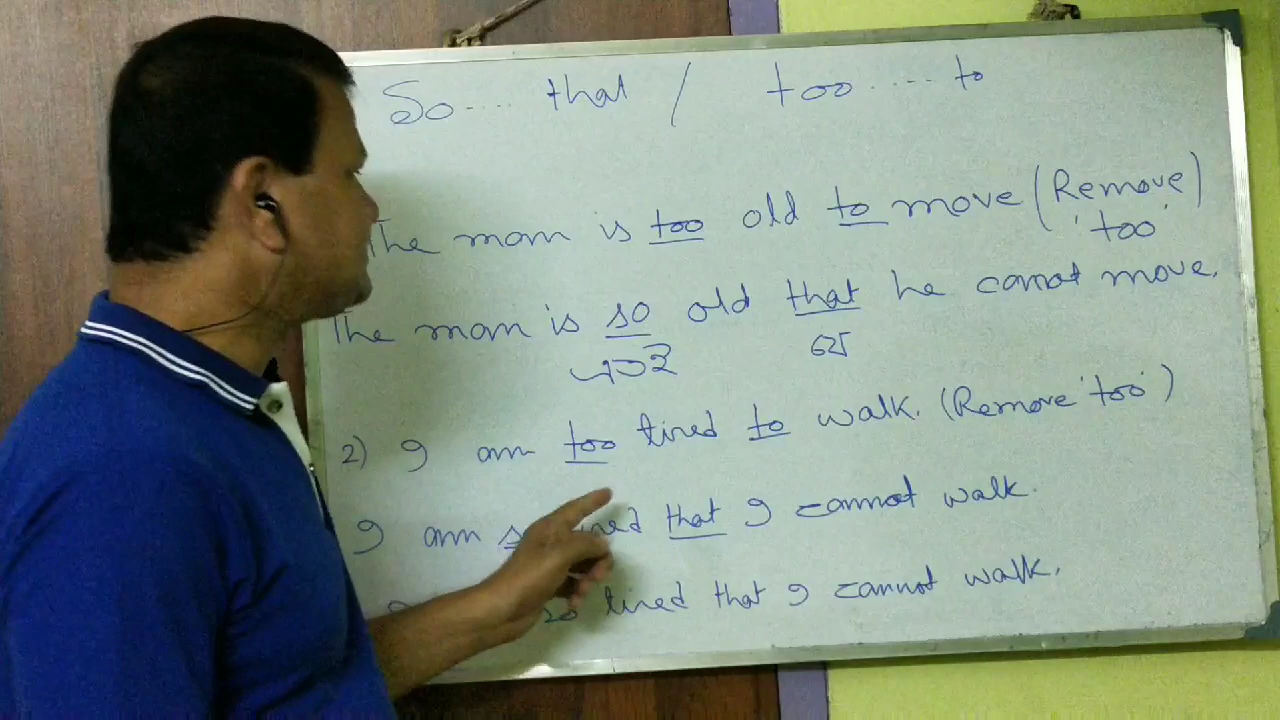 So.... that / too.... to
The man is too old to move (Remove)
'too'
The man is so old that he cannot move.
2) I am too tired to walk. (Remove 'too')
I am that I cannot walk.
so tired that I cannot walk.